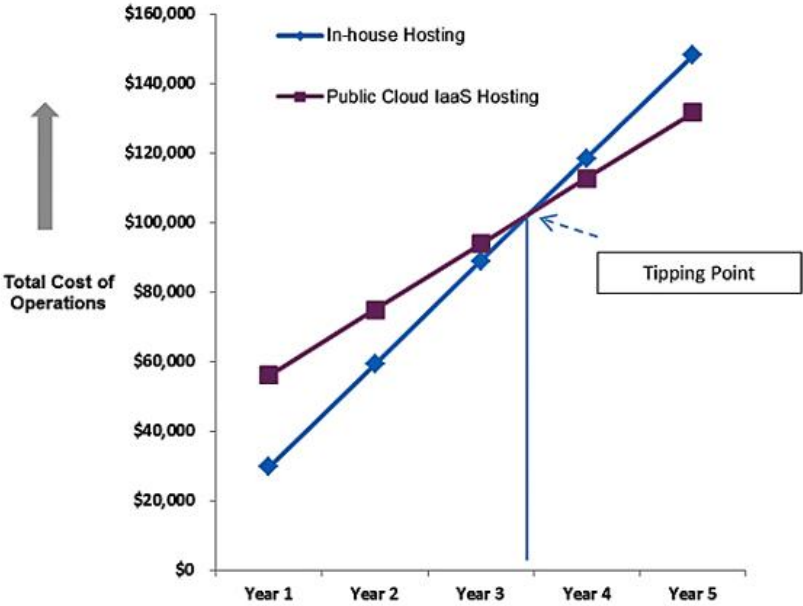 $160,000
$140,000
$120,000
$100,000
$80,000
$60,000
$40,000
$20,000
$0
In-house Hosting
Public Cloud IaaS Hosting
Total Cost of
Operations
Tipping Point
Year 1
Year 2
Year 3
Year 4
Year 5